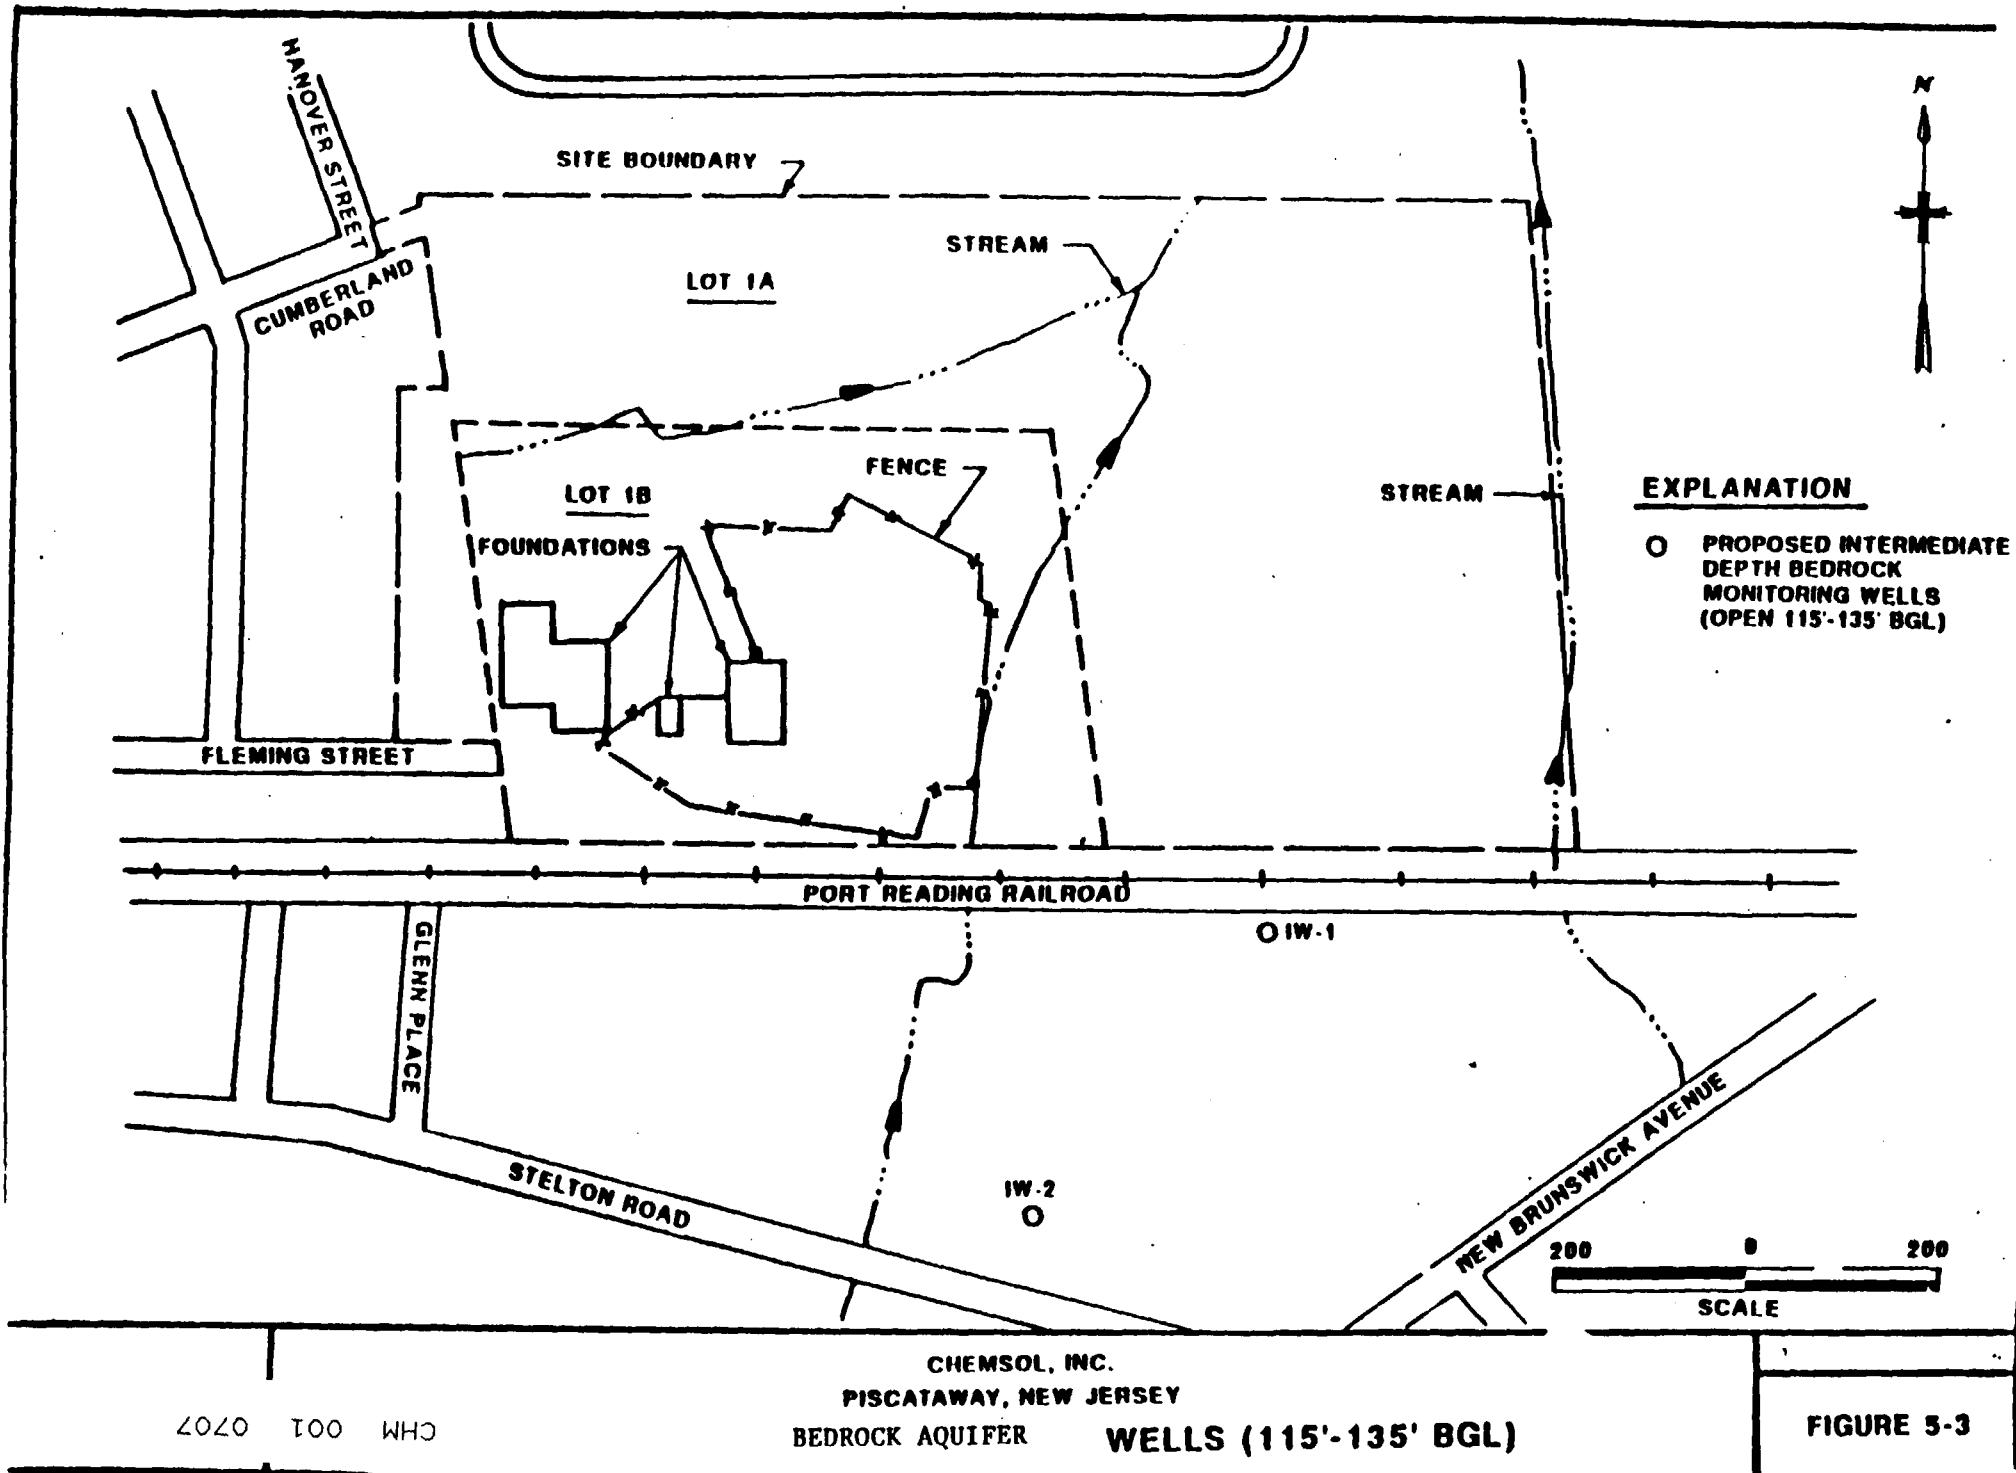 HANOVER STREET
SITE BOUNDARY
N
STREAM
LOT 1A
CUMBERLAND
ROAD
FENCE
LOT 1B
STREAM
EXPLANATION
FOUNDATIONS
O PROPOSED INTERMEDIATE
DEPTH BEDROCK
MONITORING WELLS
(OPEN 115'-135' BGL)
FLEMING STREET
PORT READING RAILROAD
IW-1
GLENN PLACE
STELTON ROAD
IW-2
NEW BRUNSWICK AVENUE
200 0 200
SCALE
CHEMSOL, INC.
PISCATAWAY, NEW JERSEY
BEDROCK AQUIFER WELLS (115'-135' BGL)
FIGURE 5-3
CHM 001 0707